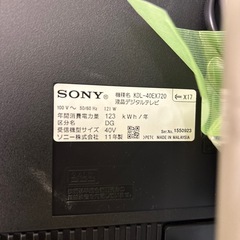 SONY
機種名 KDL-40EX720
液晶デジタルテレビ
X17
100 V～ 50/60 Hz 121 W
年間消費電力量 123 kWh/年
区分名 DG
受信機型サイズ 40V
ソニー株式会社 11年製
Ser.No. 1550923
MADE IN MALAYSIA